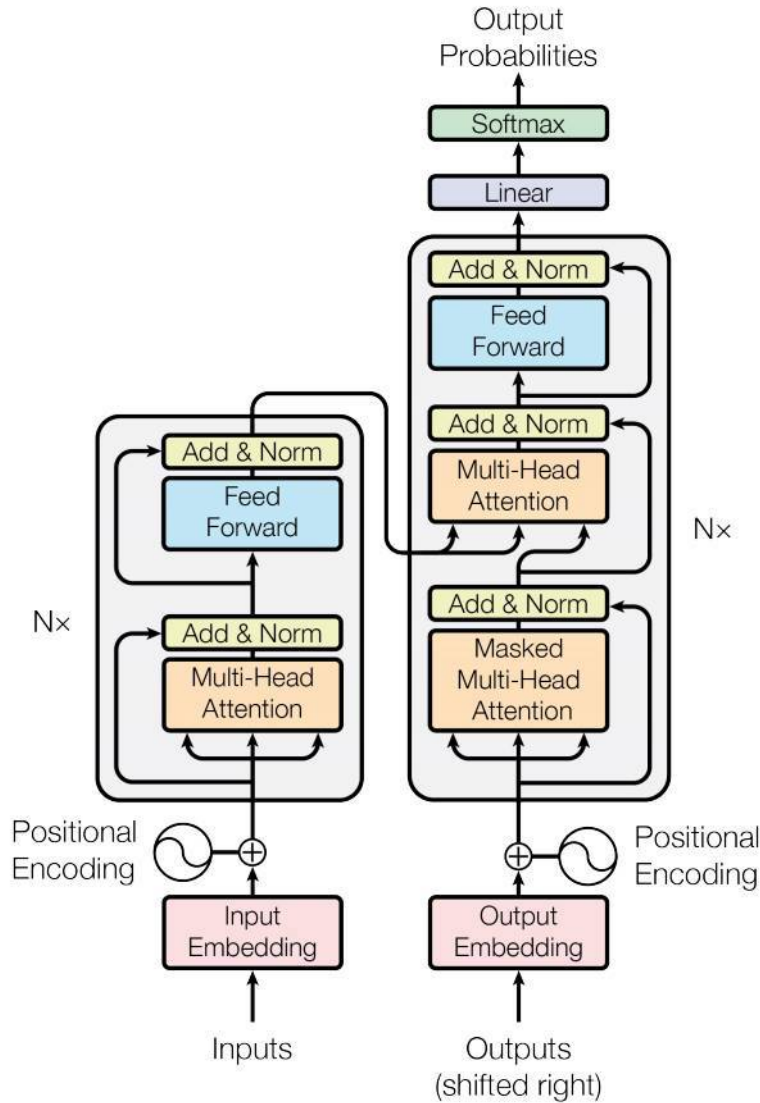 Output
Probabilities
Softmax
Linear
Add & Norm
Feed
Forward
Add & Norm
Multi-Head
Attention
Add & Norm
Masked
Multi-Head
Attention
N×
Add & Norm
Feed
Forward
Add & Norm
Multi-Head
Attention
N×
Positional
Encoding
Positional
Encoding
Input
Embedding
Output
Embedding
Inputs
Outputs
(shifted right)